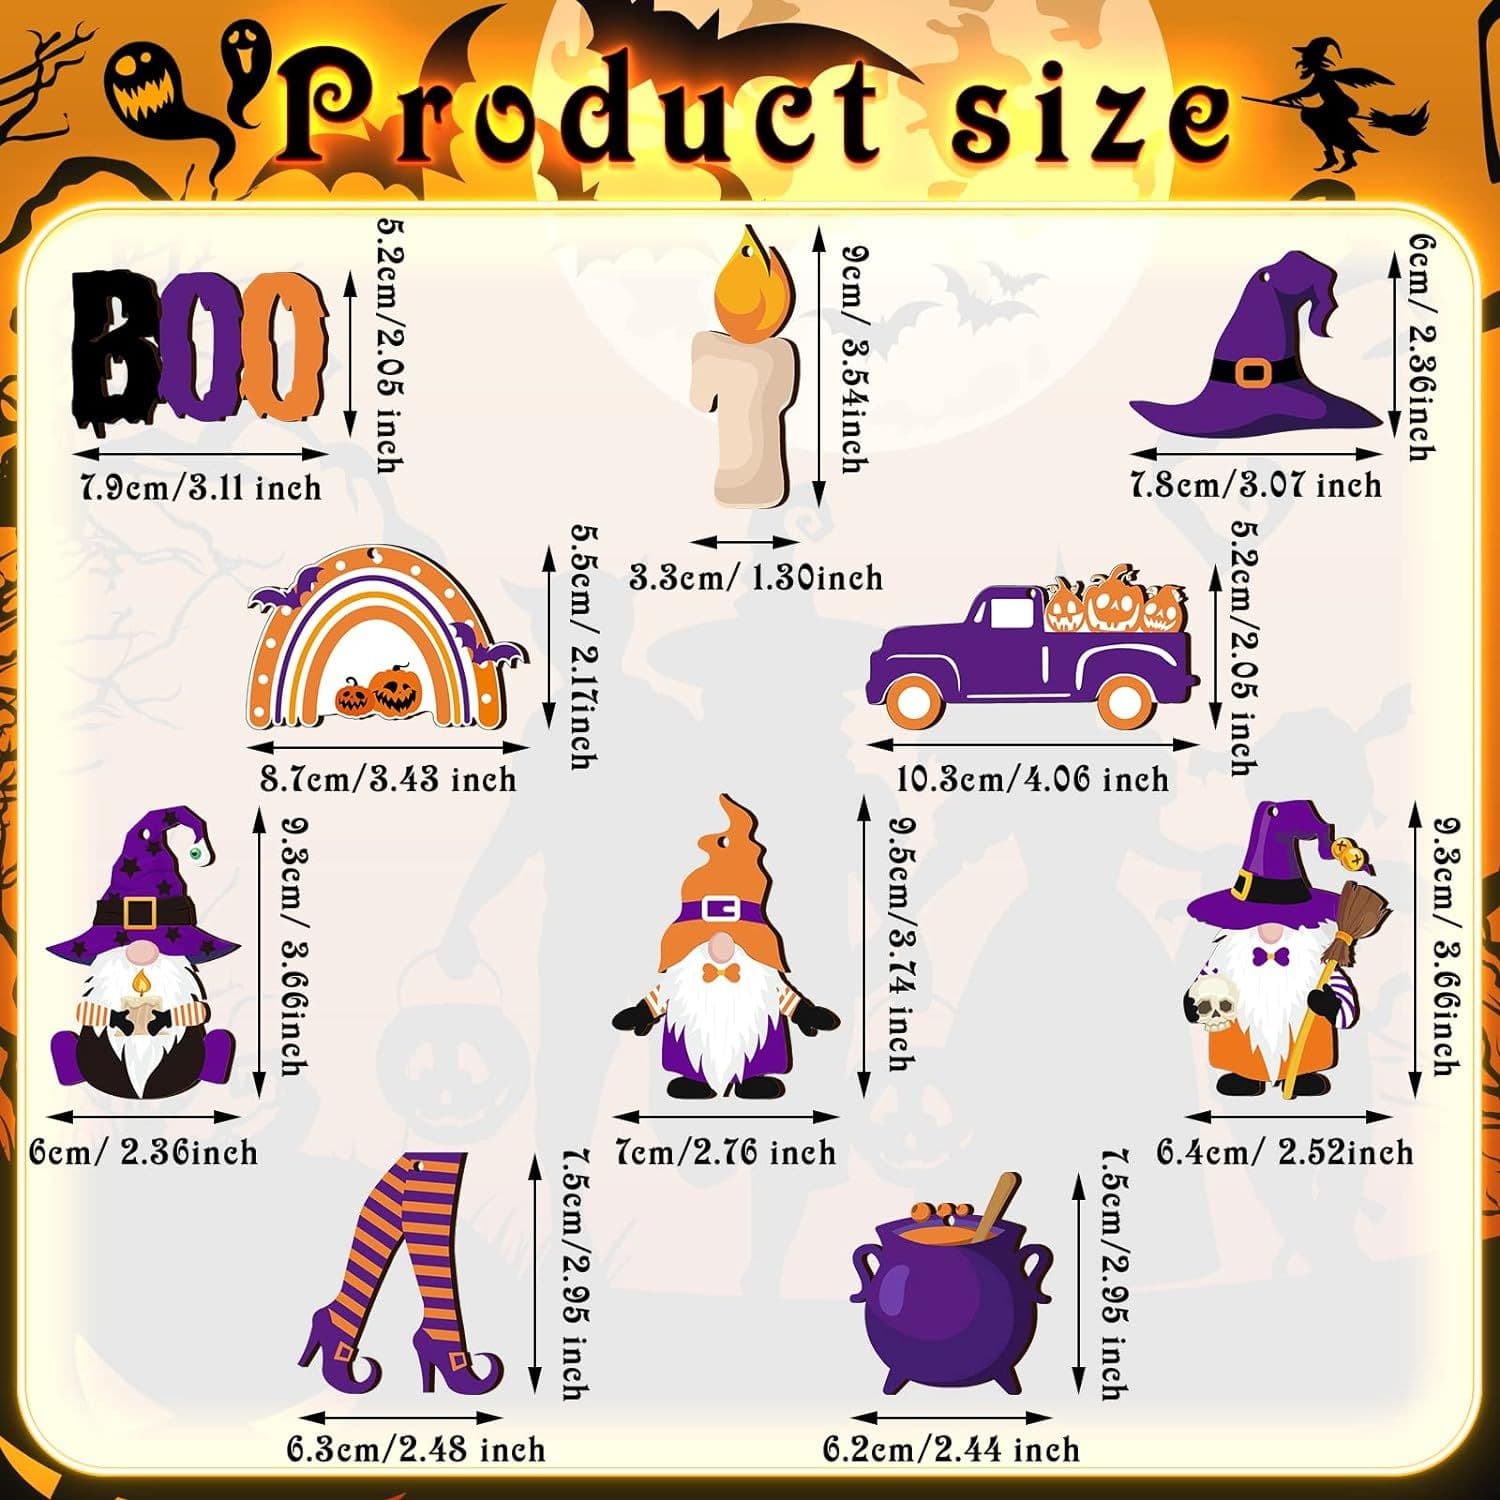 Product size
BOO
5.2cm/2.05 inch
7.9cm/3.11 inch
9cm/ 3.54inch
3.3cm/ 1.30inch
6cm/ 2.36inch
7.8cm/3.07 inch
5.5cm/ 2.17inch
8.7cm/3.43 inch
5.2cm/2.05 inch
10.3cm/4.06 inch
9.3cm/ 3.66inch
6cm/ 2.36inch
9.5cm/3.74 inch
7cm/2.76 inch
9.3cm/ 3.66inch
6.4cm/ 2.52inch
7.5cm/2.95 inch
6.3cm/2.48 inch
7.5cm/2.95 inch
6.2cm/2.44 inch